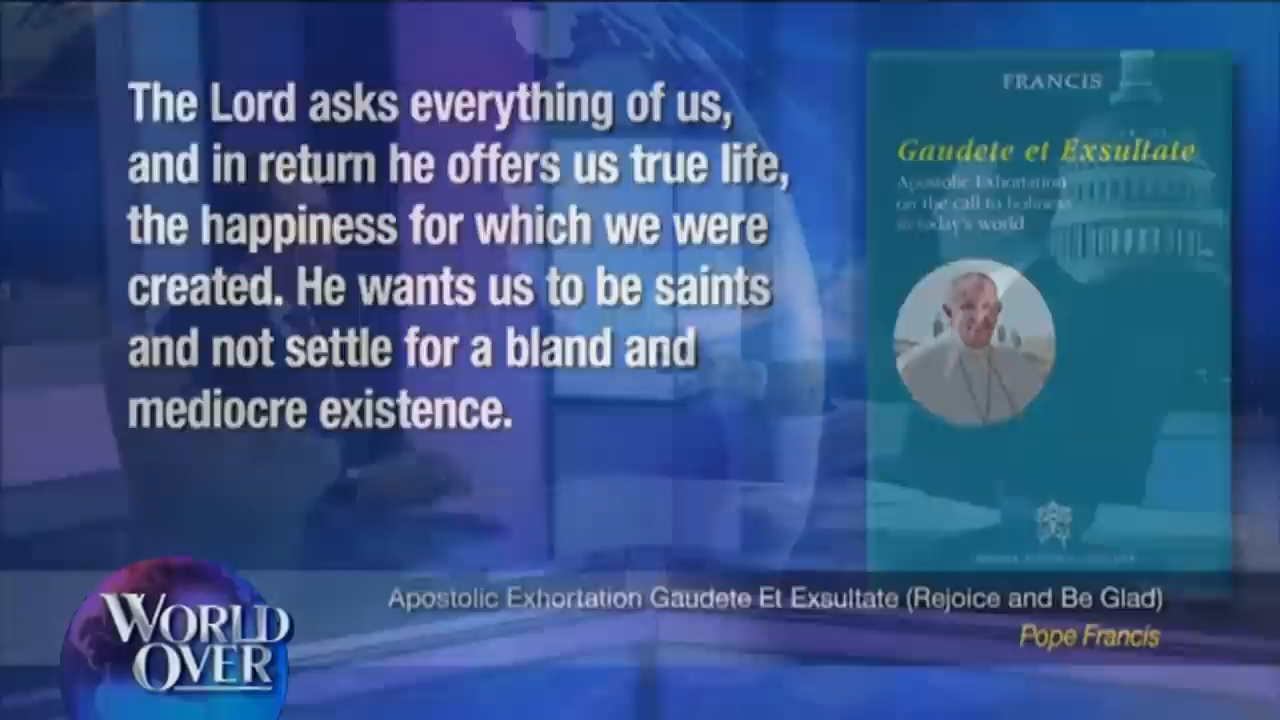 The Lord asks everything of us,
and in return he offers us true life,
the happiness for which we were
created. He wants us to be saints
and not settle for a bland and
mediocre existence.
FRANCIS
Gaudete et Exsultate
Apostolic Exhortation
on the call to holiness
in today's world
Apostolic Exhortation Gaudete Et Exsultate (Rejoice and Be Glad)
Pope Francis
WORLD
OVER